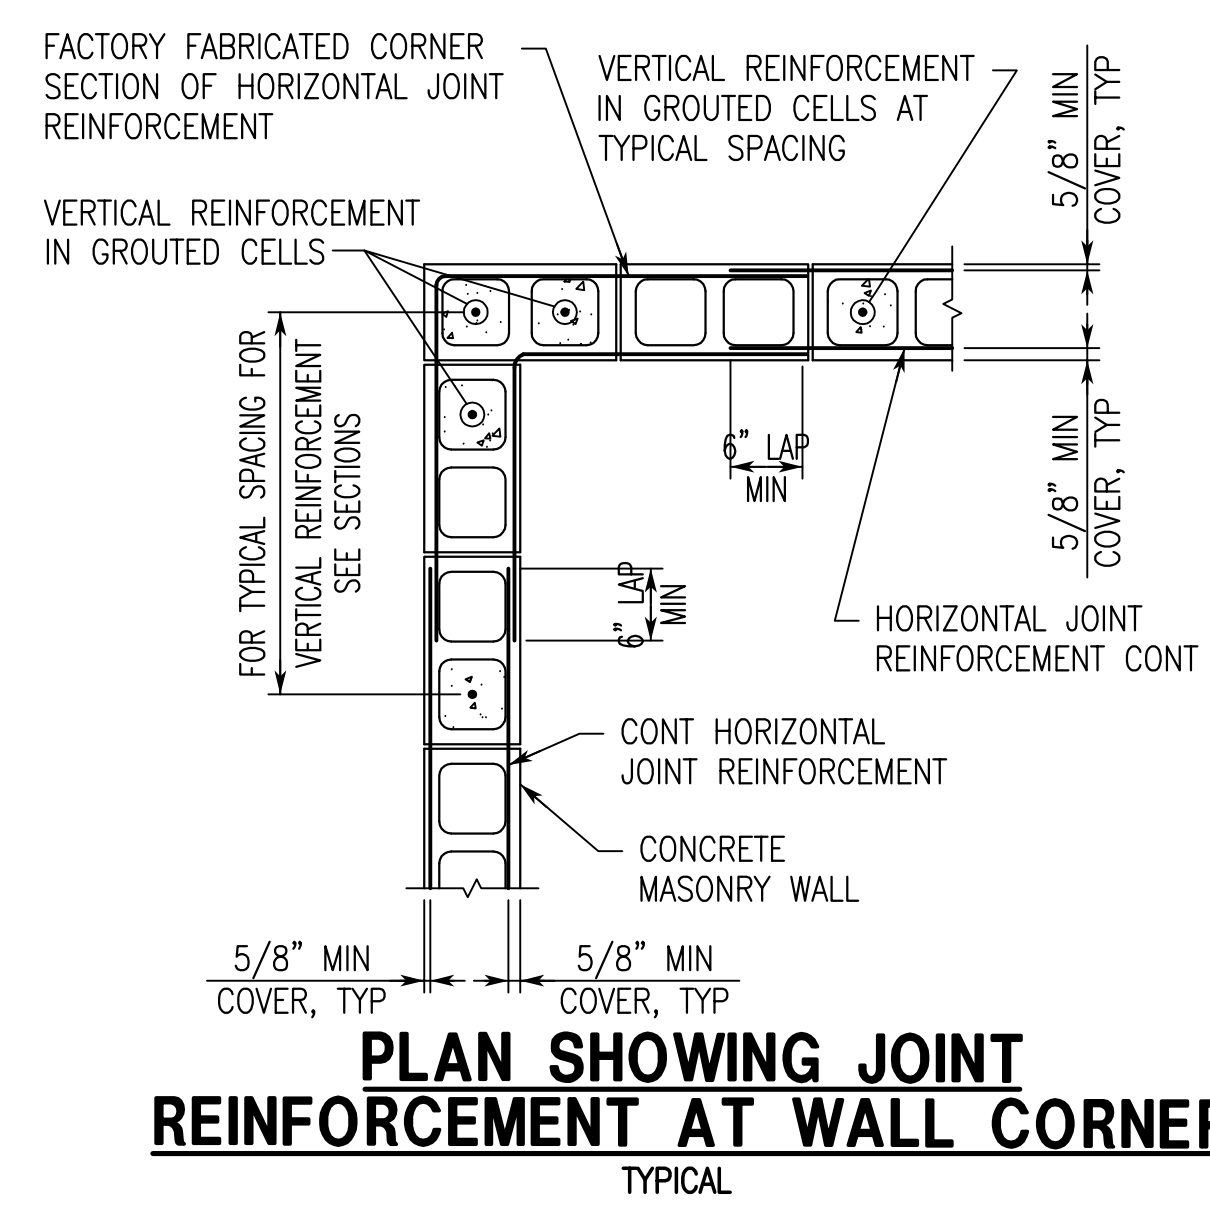 FACTORY FABRICATED CORNER
SECTION OF HORIZONTAL JOINT
REINFORCEMENT
VERTICAL REINFORCEMENT
IN GROUTED CELLS AT
TYPICAL SPACING
5/8" MIN
COVER, TYP
VERTICAL REINFORCEMENT
IN GROUTED CELLS
FOR TYPICAL SPACING FOR
VERTICAL REINFORCEMENT
SEE SECTIONS
6" LAP
MIN
5/8" MIN
COVER, TYP
6" LAP
MIN
HORIZONTAL JOINT
REINFORCEMENT CONT
CONT HORIZONTAL
JOINT REINFORCEMENT
CONCRETE
MASONRY WALL
5/8" MIN
COVER, TYP
5/8" MIN
COVER, TYP
PLAN SHOWING JOINT
REINFORCEMENT AT WALL CORNER
TYPICAL